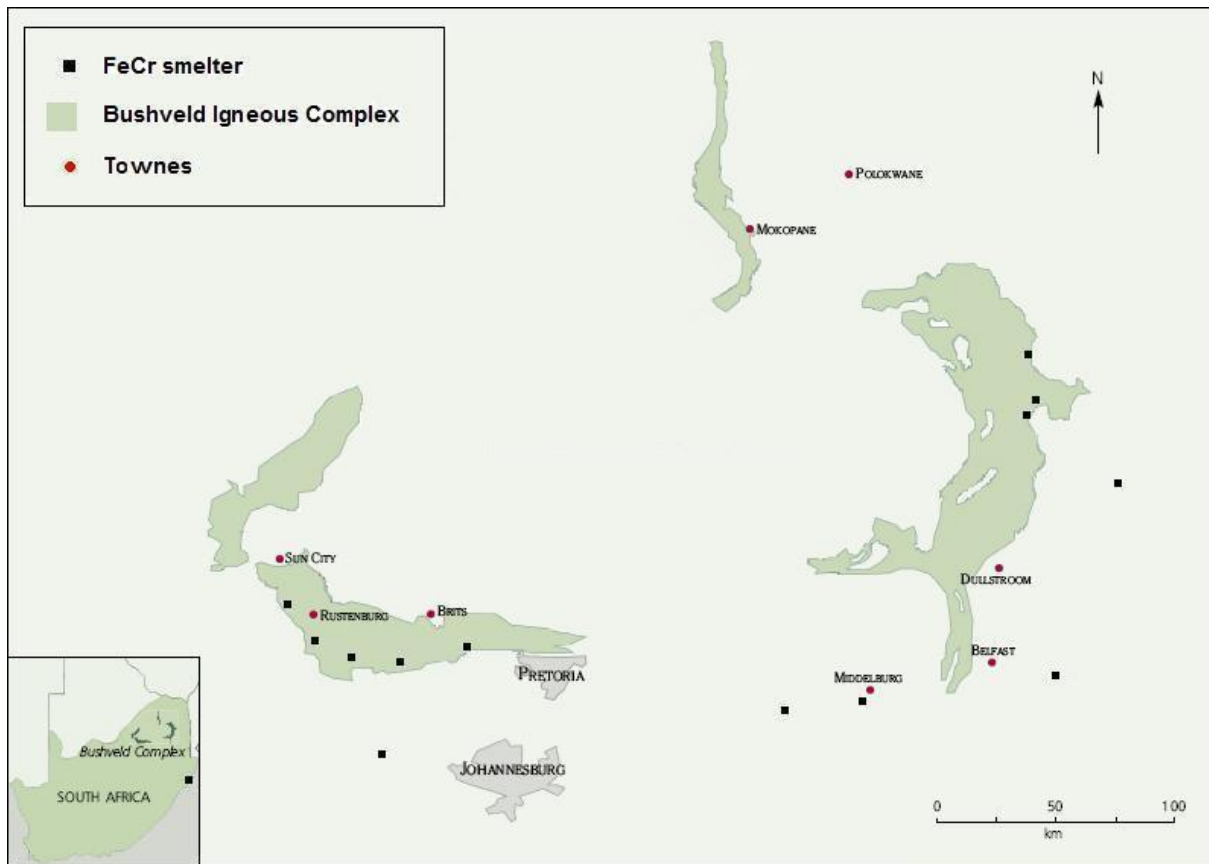 FeCr smelter
Bushveld Igneous Complex
Townes
N
POLOKWANE
MOKOPANE
SUN CITY
RUSTENBURG
BRITS
DULLSTROOM
BELFAST
PRETORIA
MIDDELBURG
JOHANNESBURG
Bushveld Complex
SOUTH AFRICA
0 50 100
km